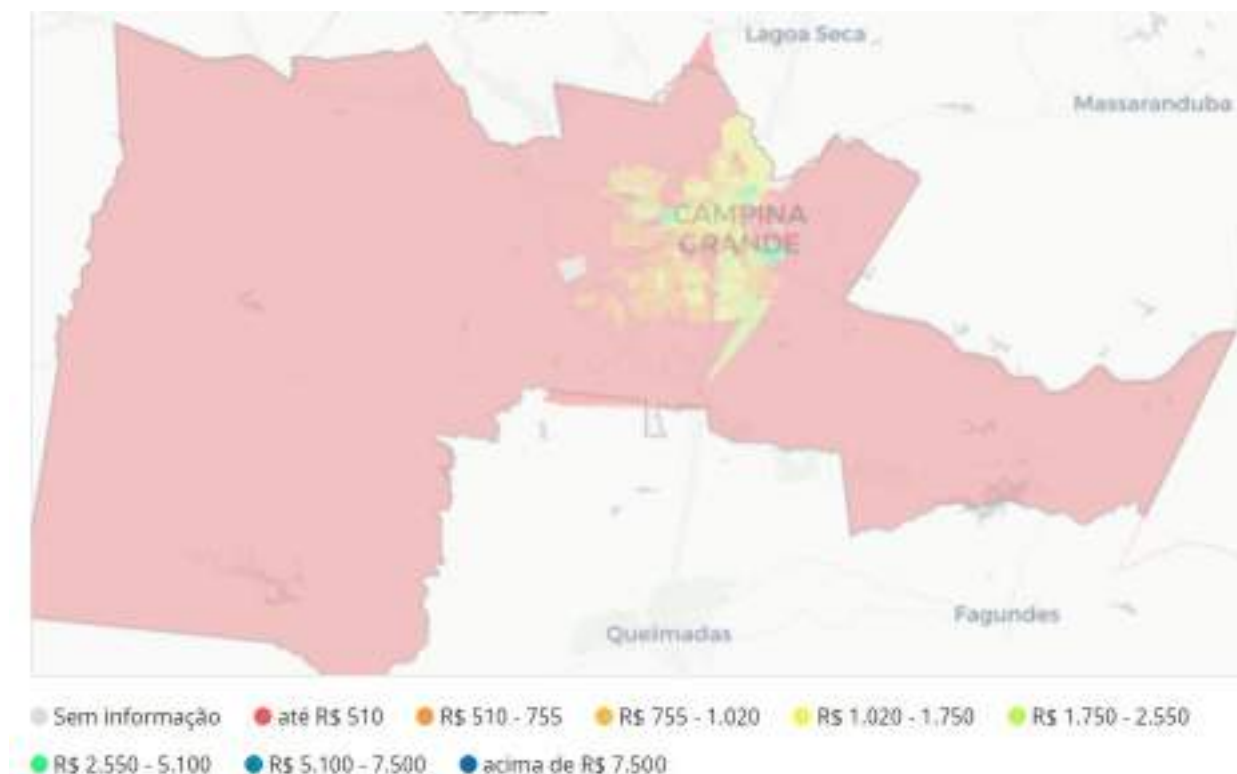 Lagoa Seca
Massaranduba
CAMPINA
GRANDE
Fagundes
Queimadas
Sem informação até R$ 510 R$ 510 - 755 R$ 755 - 1.020 R$ 1.020 - 1.750 R$ 1.750 - 2.550
R$ 2.550 - 5.100 R$ 5.100 - 7.500 acima de R$ 7.500